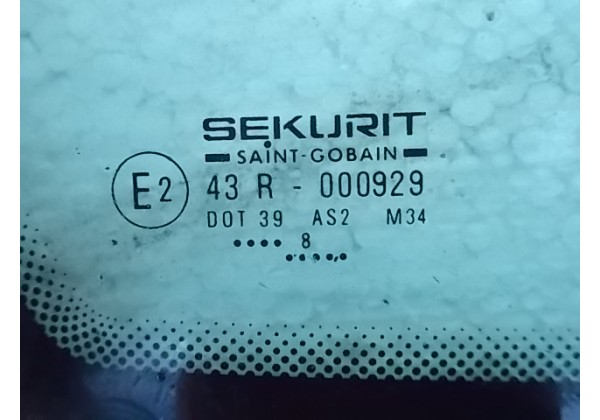 SEKURIT
SAINT-GOBAIN
E2 43 R - 000929
DOT 39 AS2 M34
8